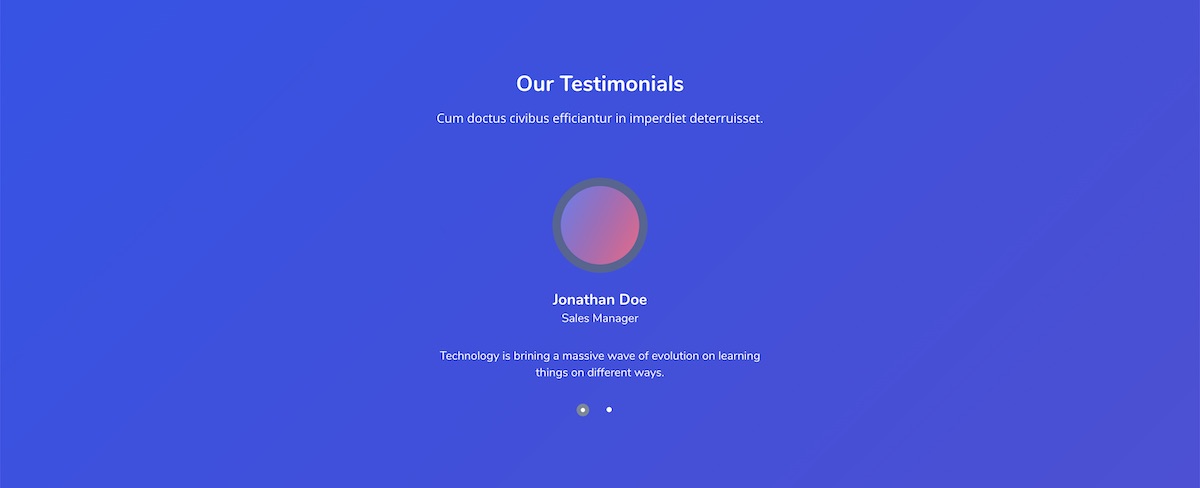 Our Testimonials
Cum doctus civibus efficiantur in imperdiet deterruisset.
Jonathan Doe
Sales Manager
Technology is brining a massive wave of evolution on learning
things on different ways.